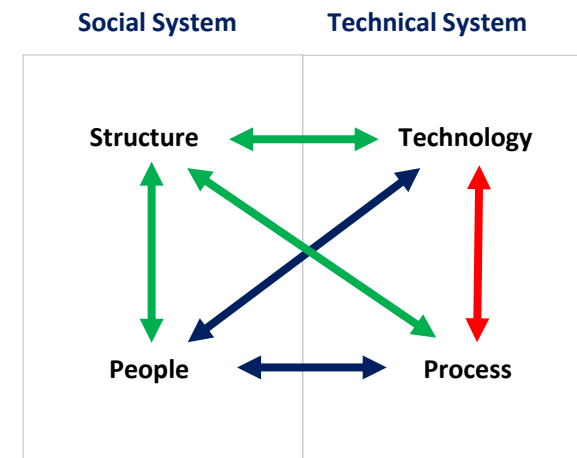 Social System
Technical System
Structure
Technology
People
Process